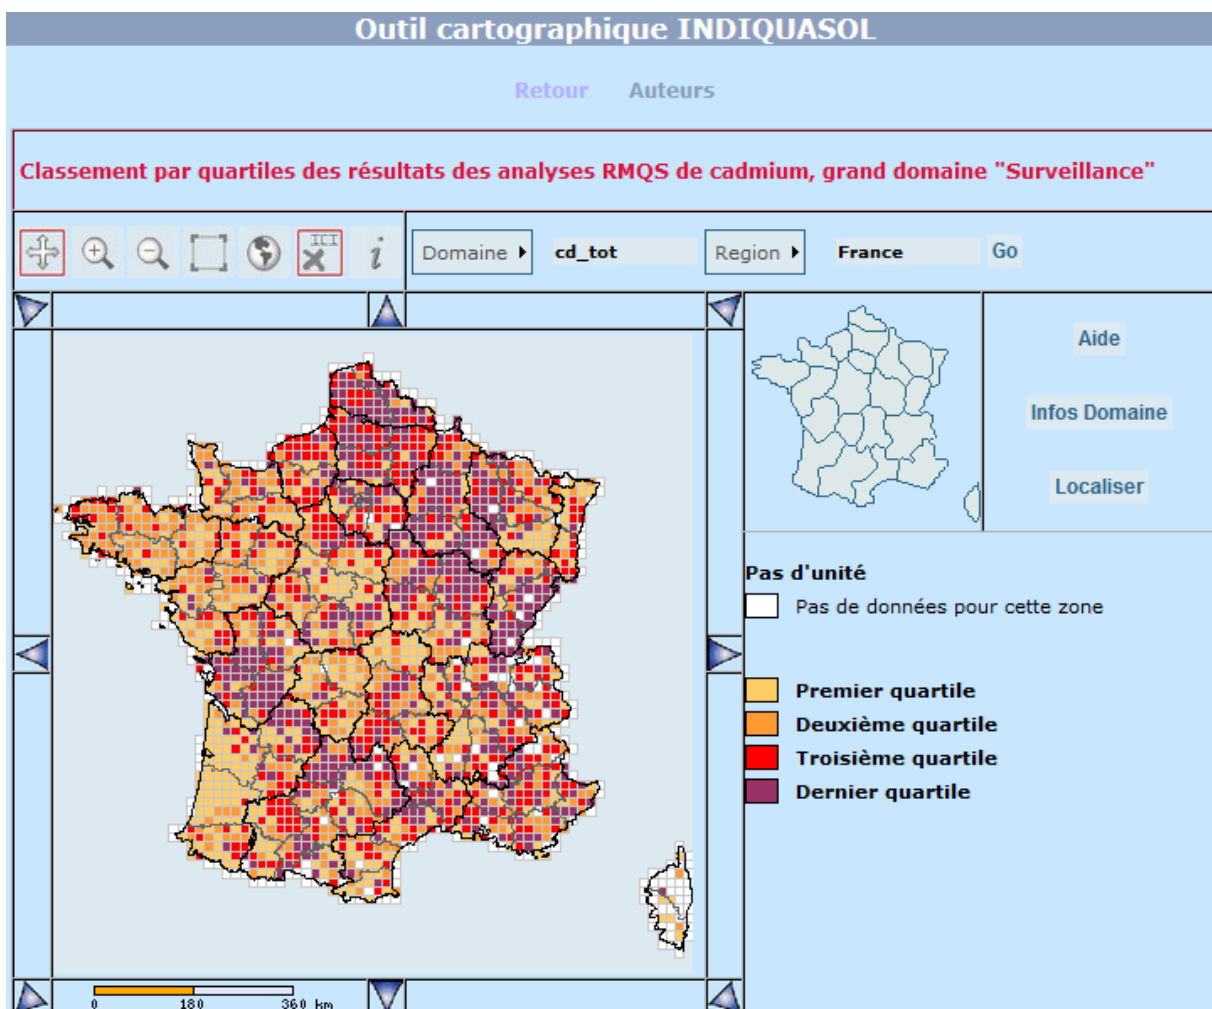 Outil cartographique INDIQUASOL
Retour Auteurs
Classement par quartiles des résultats des analyses RMQS de cadmium, grand domaine "Surveillance"
ICI i Domaine cd_tot Region France Go
Aide
Infos Domaine
Localiser
Pas d'unité
Pas de données pour cette zone
Premier quartile
Deuxième quartile
Troisième quartile
Dernier quartile
0 180 360 km